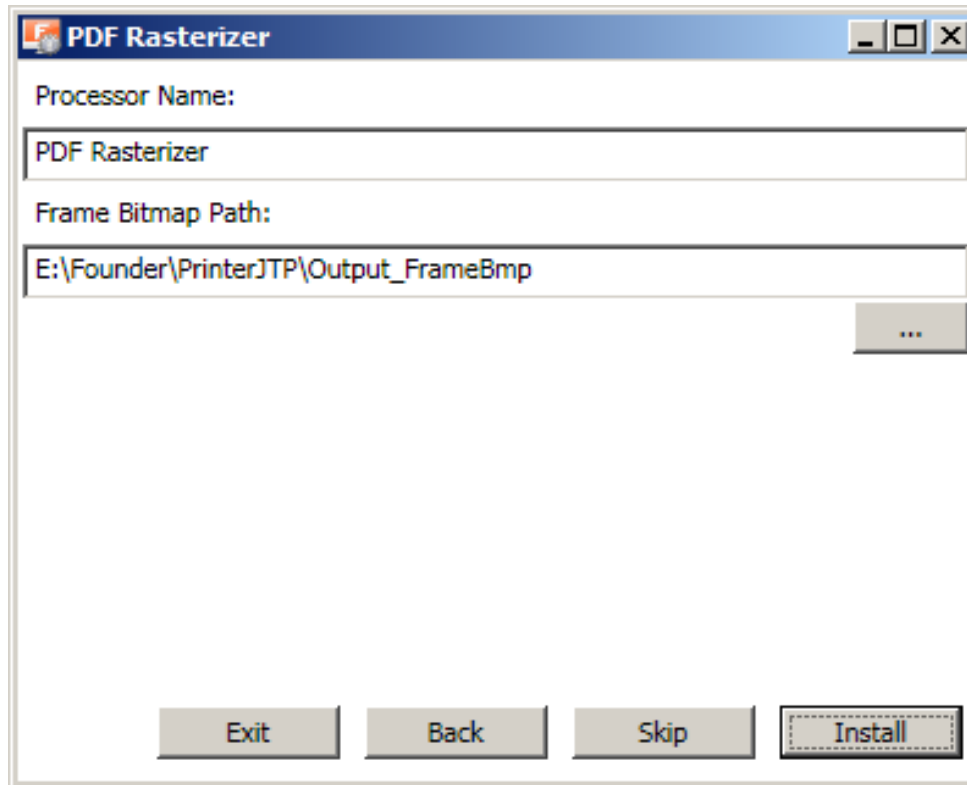 PDF Rasterizer
Processor Name:
PDF Rasterizer
Frame Bitmap Path:
E:\Founder\PrinterJTP\Output_FrameBmp
...
Exit Back Skip Install